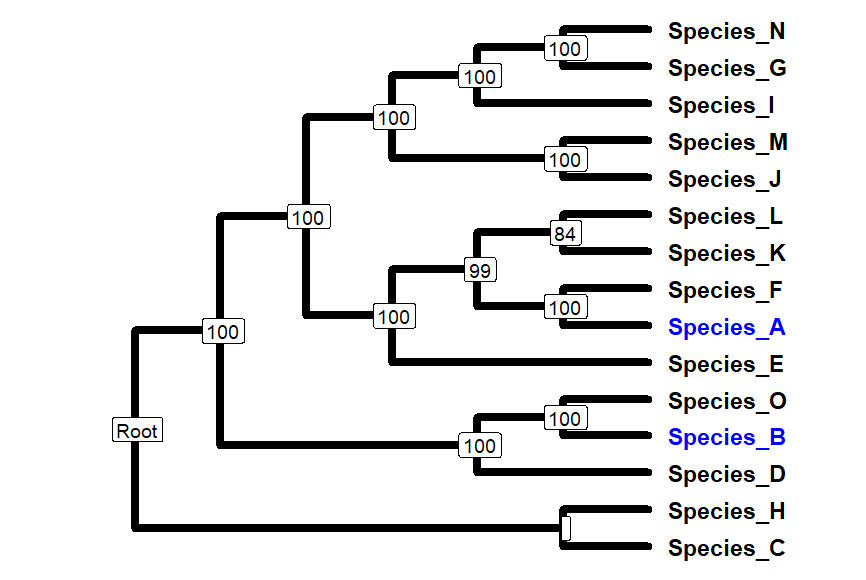 Species_N
100
Species_G
100
Species_I
100
Species_M
100
Species_J
100
Species_L
84
Species_K
99
Species_F
100
100
Species_A
100
Species_E
Species_O
100
Species_B
Root
100
Species_D
Species_H
Species_C